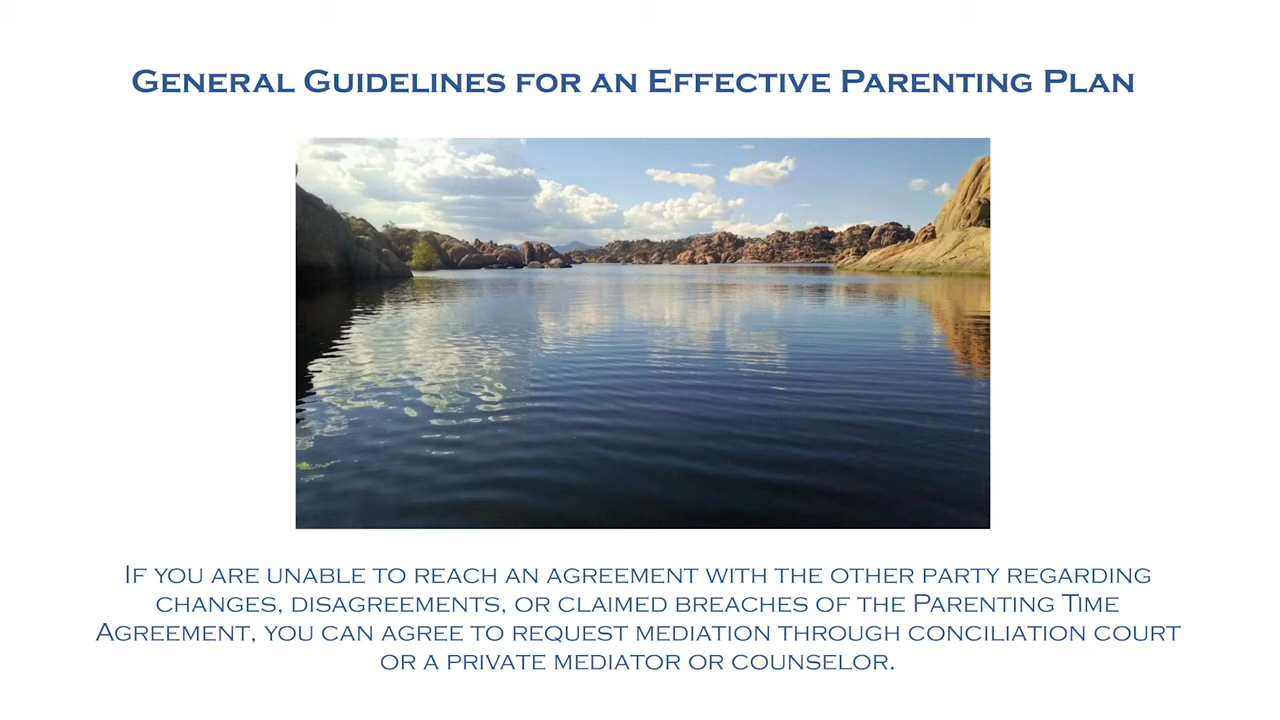 General Guidelines for an Effective Parenting Plan
If you are unable to reach an agreement with the other party regarding
changes, disagreements, or claimed breaches of the Parenting Time
Agreement, you can agree to request mediation through conciliation court
or a private mediator or counselor.